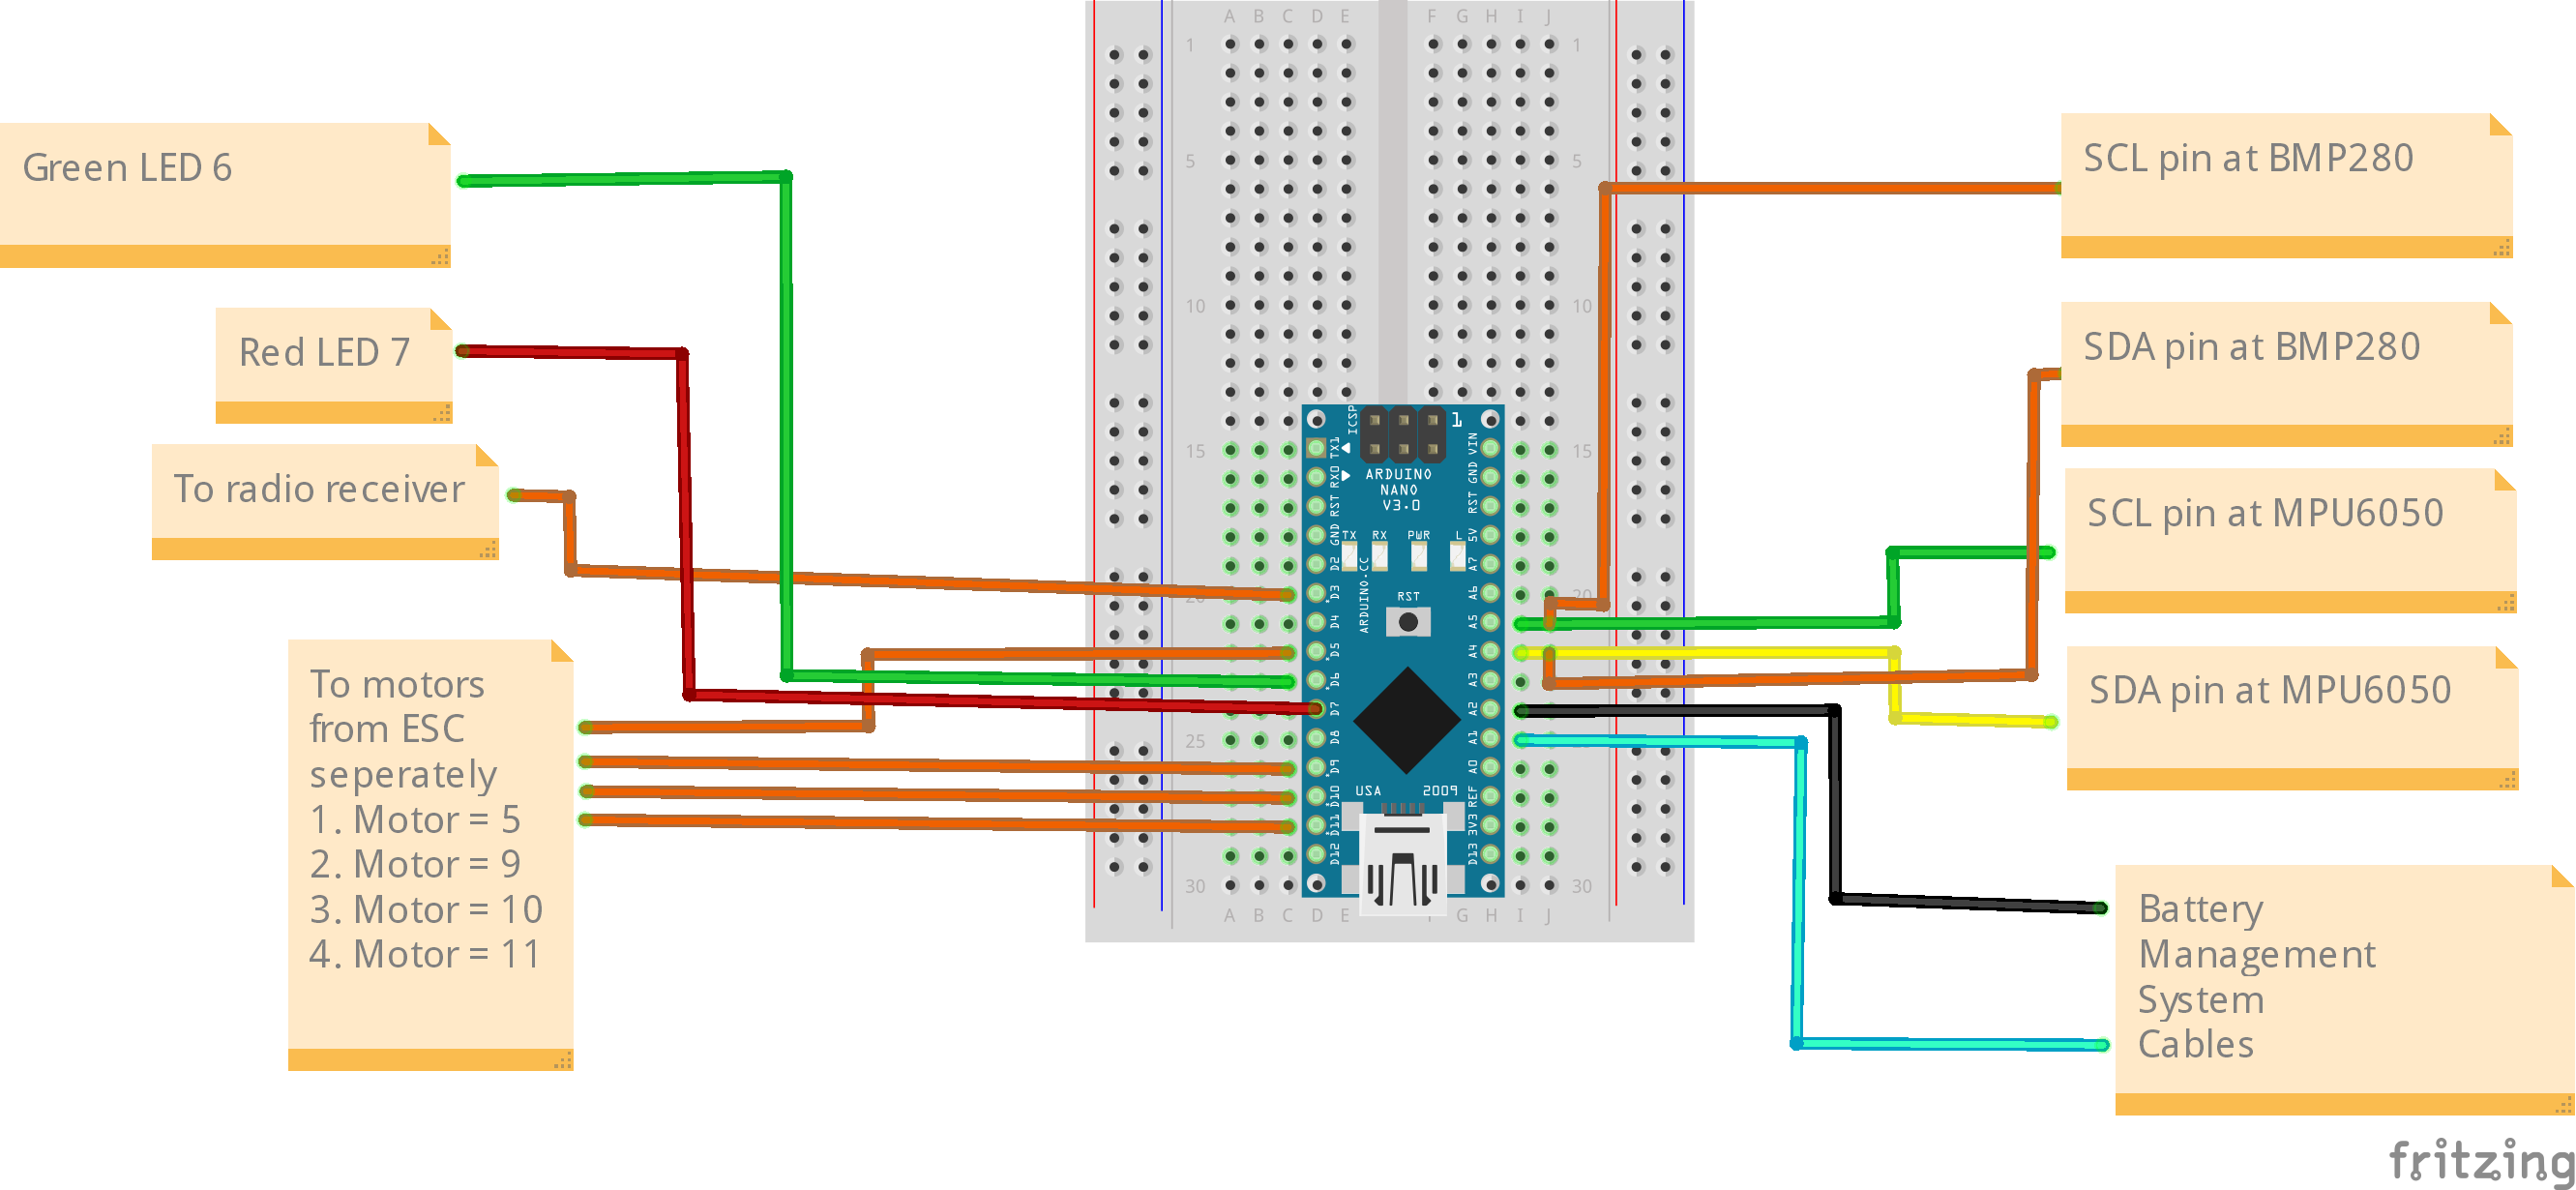 A B C D E F G H I J
1 1
5 5
10 10
15 15
20 20
25
30 30
A B C D E F G H I J
Green LED 6
Red LED 7
To radio receiver
To motors
from ESC
seperately
1. Motor = 5
2. Motor = 9
3. Motor = 10
4. Motor = 11
ICSP
1
TX1
RX0
RST
GND
D2
D3
D4
D5
D6
D7
D8
D9
D10
D11
D12
ARDUINO
NANO
V3.0
TX RX PWR L
ARDUINO.CC
RST
USA 2009
VIN
GND
RST
5V
A7
A6
A5
A4
A3
A2
A1
A0
REF
3V3
D13
SCL pin at BMP280
SDA pin at BMP280
SCL pin at MPU6050
SDA pin at MPU6050
Battery
Management
System
Cables
fritzing